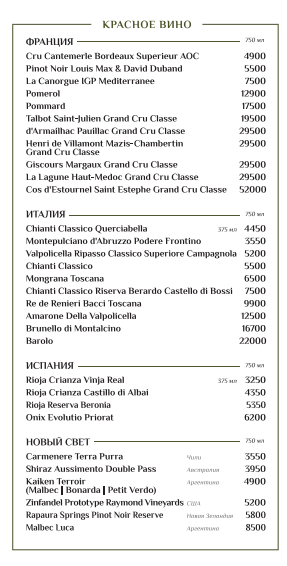 КРАСНОЕ ВИНО
ФРАНЦИЯ 750 мл
Cru Cantemerle Bordeaux Superieur AOC 4900
Pinot Noir Louis Max & David Duband 5500
La Canorgue IGP Mediterranee 7500
Pomerol 12900
Pommard 17500
Talbot Saint-Julien Grand Cru Classe 19500
d'Armailhac Pauillac Grand Cru Classe 29500
Henri de Villamont Mazis-Chambertin 29500
Grand Cru Classe
Giscours Margaux Grand Cru Classe 29500
La Lagune Haut-Medoc Grand Cru Classe 29500
Cos d'Estournel Saint Estephe Grand Cru Classe 52000
ИТАЛИЯ 750 мл
Chianti Classico Querciabella 375 мл 4450
Montepulciano d'Abruzzo Podere Frontino 3550
Valpolicella Ripasso Classico Superiore Campagnola 5200
Chianti Classico 5500
Mongrana Toscana 6500
Chianti Classico Riserva Berardo Castello di Bossi 7500
Re de Renieri Bacci Toscana 9900
Amarone Della Valpolicella 12500
Brunello di Montalcino 16700
Barolo 22000
ИСПАНИЯ 750 мл
Rioja Crianza Vinja Real 375 мл 3250
Rioja Crianza Castillo di Albai 4350
Rioja Reserva Beronia 5350
Onix Evolutio Priorat 6200
НОВЫЙ СВЕТ 750 мл
Carmenere Terra Purra Чили 3550
Shiraz Aussimento Double Pass Австралия 3950
Kaiken Terroir Аргентина 4900
(Malbec | Bonarda | Petit Verdo)
Zinfandel Prototype Raymond Vineyards США 5200
Rapaura Springs Pinot Noir Reserve Новая Зеландия 5800
Malbec Luca Аргентина 8500